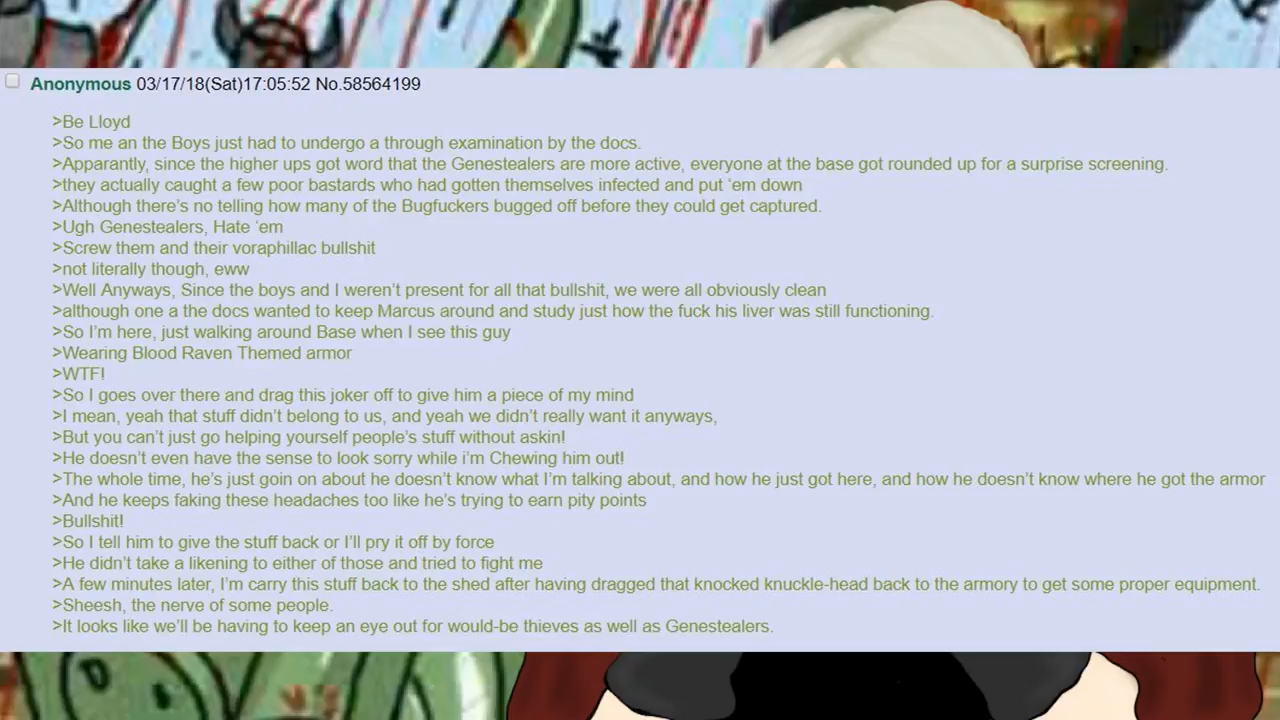 Anonymous 03/17/18(Sat)17:05:52 No.58564199
>Be Lloyd
>So me an the Boys just had to undergo a through examination by the docs.
>Apparantly, since the higher ups got word that the Genestealers are more active, everyone at the base got rounded up for a surprise screening.
>they actually caught a few poor bastards who had gotten themselves infected and put ‘em down
>Although there’s no telling how many of the Bugfuckers bugged off before they could get captured.
>Ugh Genestealers, Hate ‘em
>Screw them and their voraphillac bullshit
>not literally though, eww
>Well Anyways, Since the boys and I weren’t present for all that bullshit, we were all obviously clean
>although one a the docs wanted to keep Marcus around and study just how the fuck his liver was still functioning.
>So I’m here, just walking around Base when I see this guy
>Wearing Blood Raven Themed armor
>WTF!
>So I goes over there and drag this joker off to give him a piece of my mind
>I mean, yeah that stuff didn’t belong to us, and yeah we didn’t really want it anyways,
>But you can’t just go helping yourself people’s stuff without askin!
>He doesn’t even have the sense to look sorry while i’m Chewing him out!
>The whole time, he’s just goin on about he doesn’t know what I’m talking about, and how he just got here, and how he doesn’t know where he got the armor
>And he keeps faking these headaches too like he’s trying to earn pity points
>Bullshit!
>So I tell him to give the stuff back or I’ll pry it off by force
>He didn’t take a likening to either of those and tried to fight me
>A few minutes later, I’m carry this stuff back to the shed after having dragged that knocked knuckle-head back to the armory to get some proper equipment.
>Sheesh, the nerve of some people.
>It looks like we’ll be having to keep an eye out for would-be thieves as well as Genestealers.